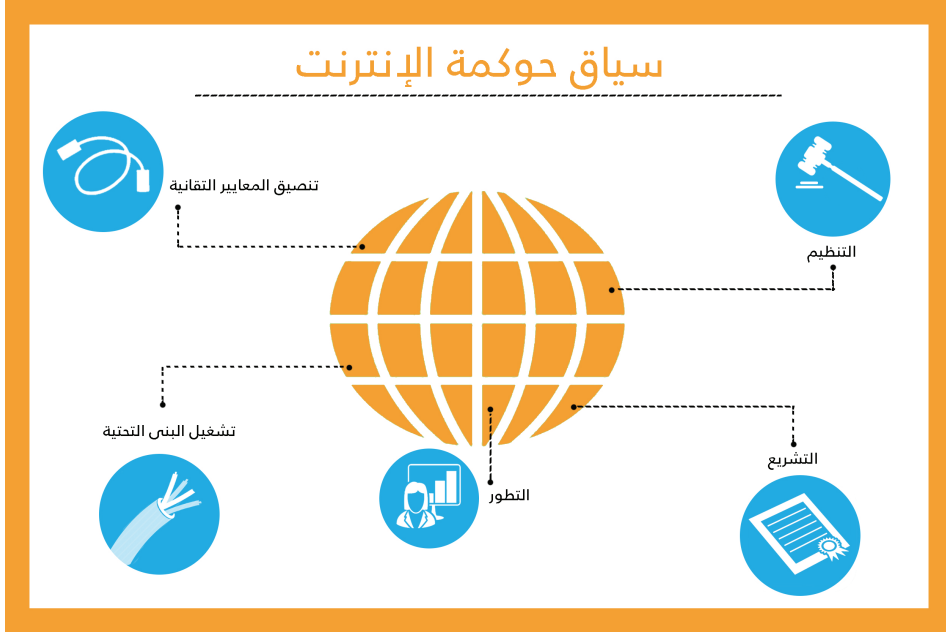 سياق حوكمة الإنترنت
تنصيق المعايير التقانية
التنظيم
تشغيل البنى التحتية
التشريع
التطور